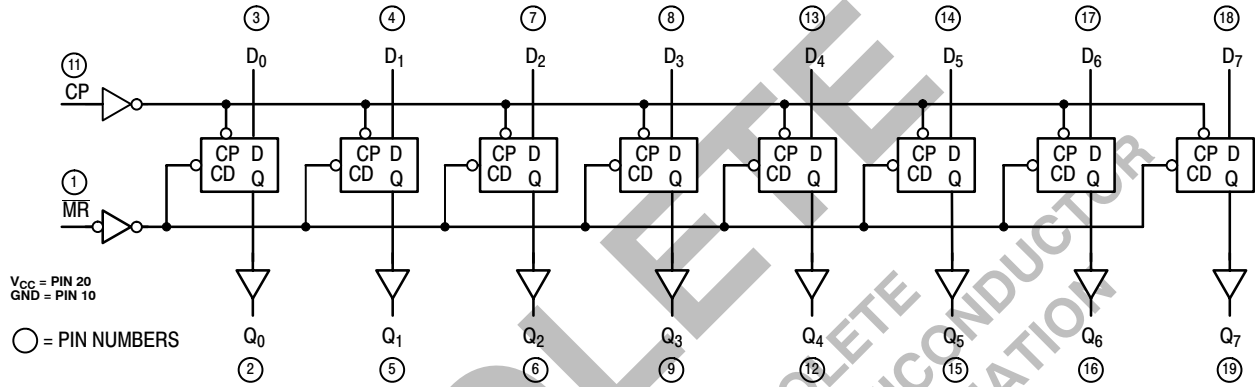 3 4 7 8 13 14 17 18
11 D0 D1 D2 D3 D4 D5 D6 D7
CP
CP D CP D CP D CP D CP D CP D CP D CP D
CD Q CD Q CD Q CD Q CD Q CD Q CD Q CD Q
1
MR
VCC = PIN 20
GND = PIN 10
= PIN NUMBERS
Q0 Q1 Q2 Q3 Q4 Q5 Q6 Q7
2 5 6 9 12 15 16 19